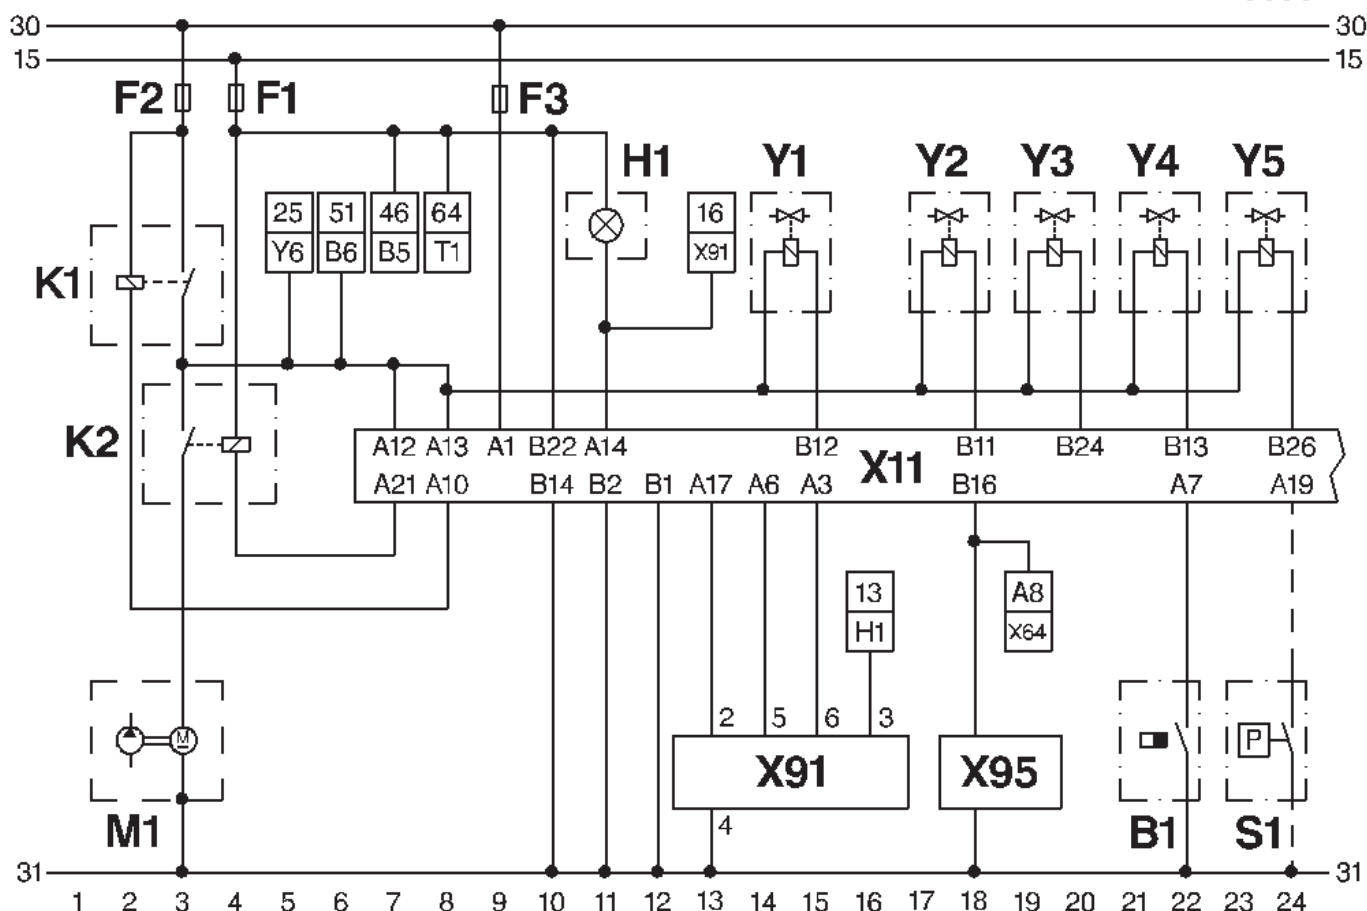 30 30
15 15
F2 F1 F3
H1 Y1 Y2 Y3 Y4 Y5
25 51 46 64 16
Y6 B6 B5 T1 X91
K1
K2
A12 A13 A1 B22 A14 B12 B11 B24 B13 B26
X11
A21 A10 B14 B2 B1 A17 A6 A3 B16 A7 A19
13 A8
H1 X64
2 5 6 3
M P
X91 X95
M1 4 B1 S1
31 31
1 2 3 4 5 6 7 8 9 10 11 12 13 14 15 16 17 18 19 20 21 22 23 24